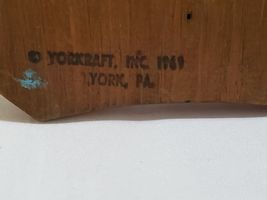 © YORKRAFT, INC. 1969
YORK, PA.